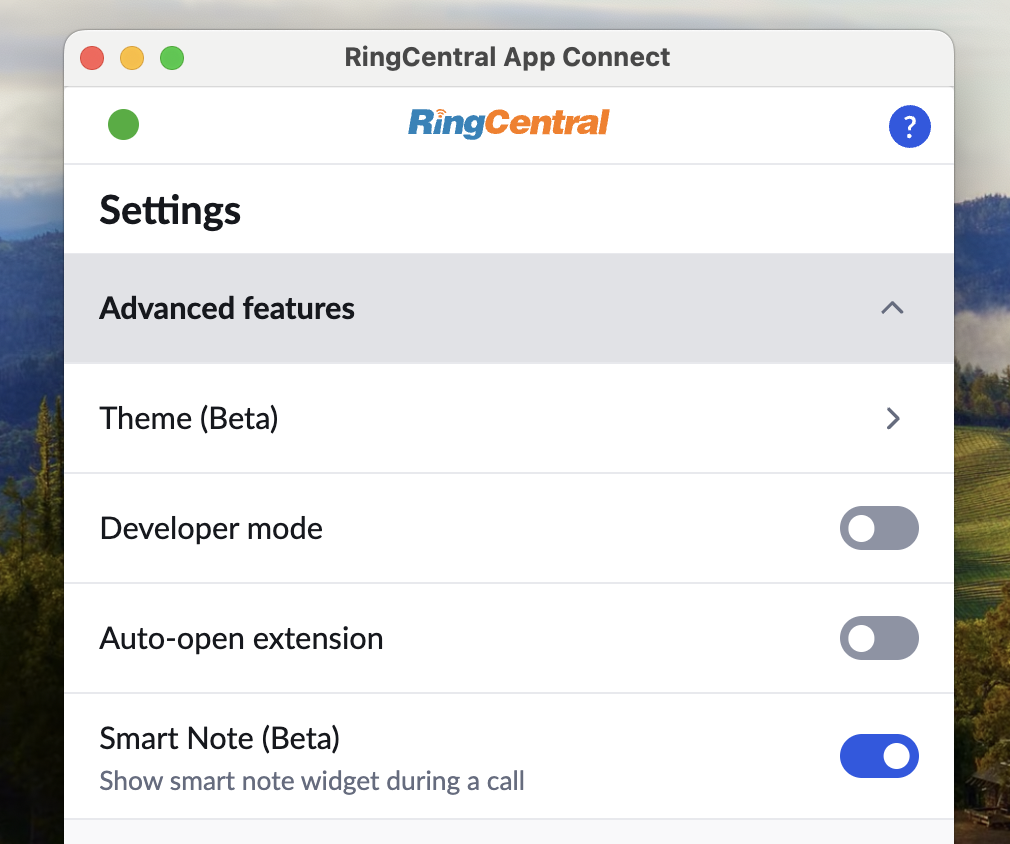 RingCentral App Connect
RingCentral
?
Settings
Advanced features
Theme (Beta)
Developer mode
Auto-open extension
Smart Note (Beta)
Show smart note widget during a call